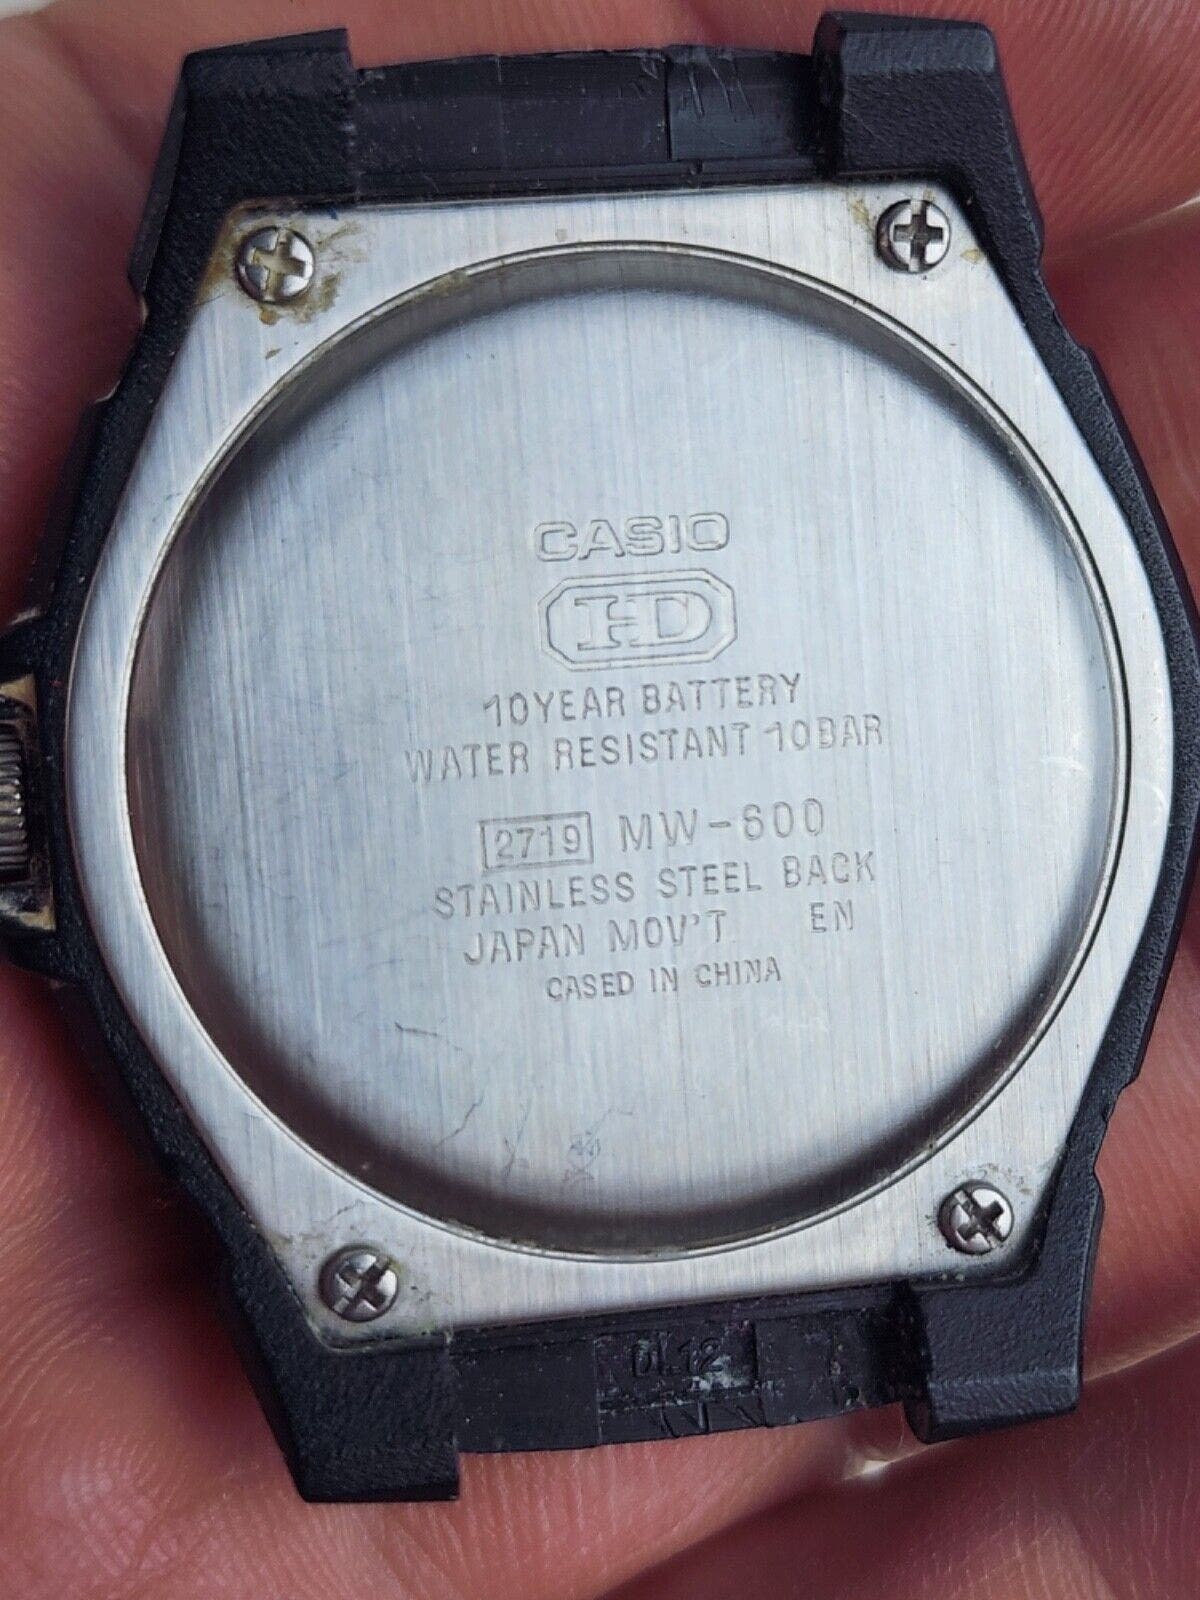 CASIO
HD
10YEAR BATTERY
WATER RESISTANT 10BAR
2719 MW-600
STAINLESS STEEL BACK
JAPAN MOV'T EN
CASED IN CHINA